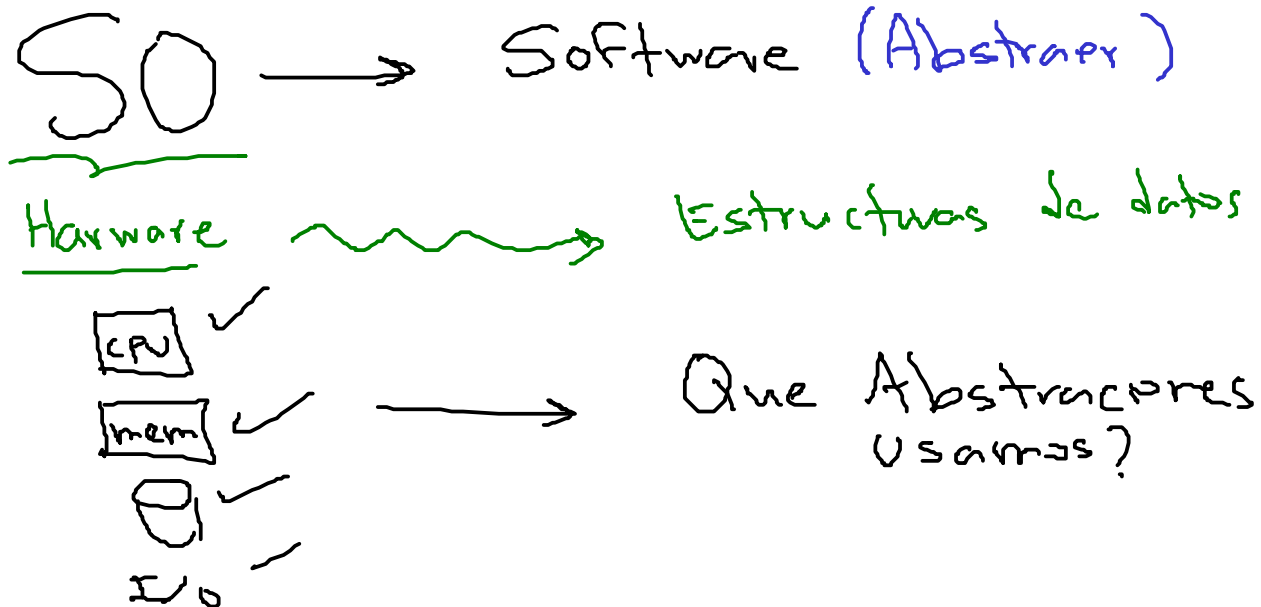 SO → Software (Abstraer)
Harware → Estructuras de datos
CPU
mem → Que Abstracciones
usamos?
I/O